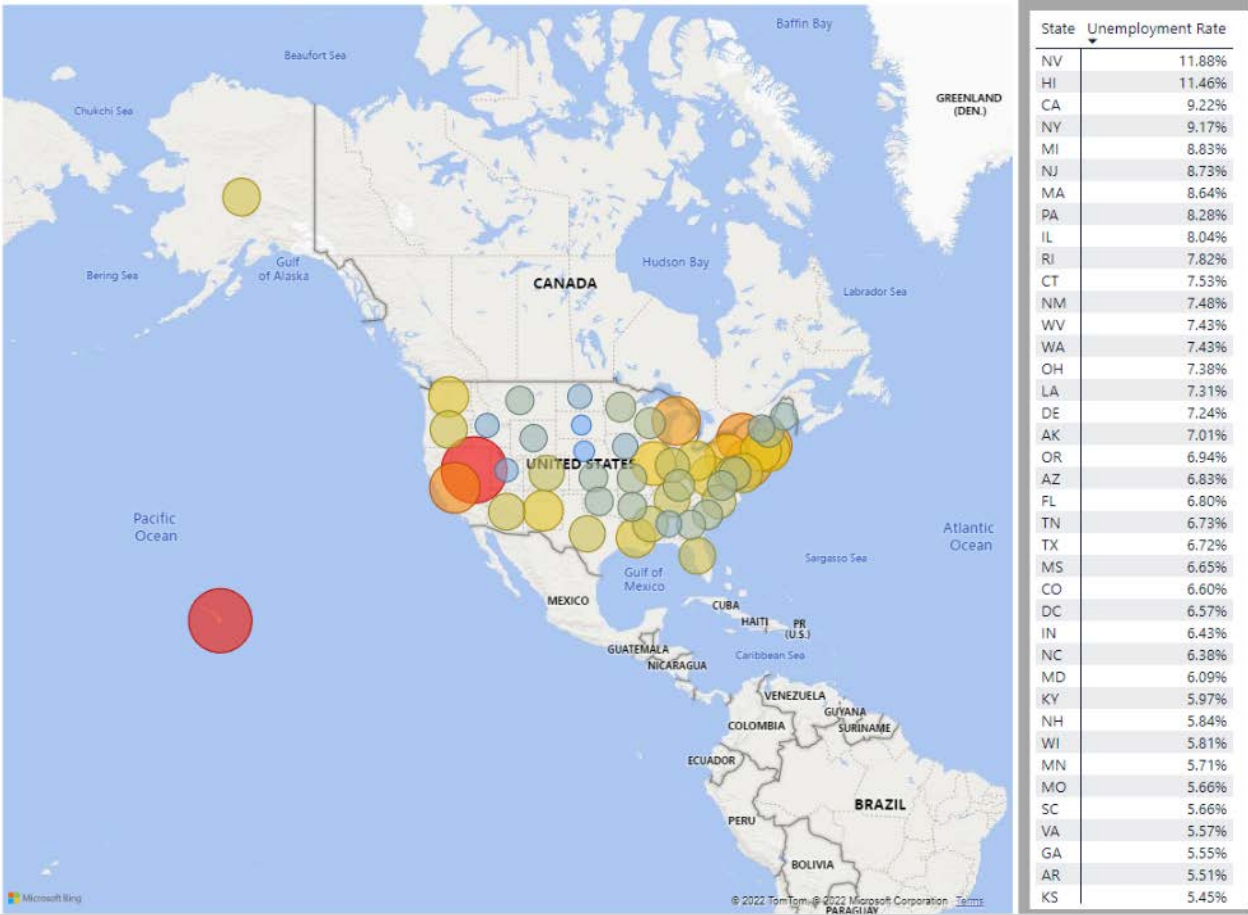 Baffin Bay
Beaufort Sea
Chukchi Sea
GREENLAND
(DEN.)
Bering Sea
Gulf
of Alaska
Hudson Bay
CANADA
Labrador Sea
UNITED STATES
Pacific
Ocean
Atlantic
Ocean
Sargasso Sea
Gulf of
Mexico
MEXICO
CUBA
HAITI
PR
(U.S.)
GUATEMALA
Caribbean Sea
NICARAGUA
VENEZUELA
GUYANA
COLOMBIA
SURINAME
ECUADOR
BRAZIL
PERU
BOLIVIA
Microsoft Bing
© 2022 TomTom, © 2022 Microsoft Corporation Terms
PARAGUAY
State Unemployment Rate
NV 11.88%
HI 11.46%
CA 9.22%
NY 9.17%
MI 8.83%
NJ 8.73%
MA 8.64%
PA 8.28%
IL 8.04%
RI 7.82%
CT 7.53%
NM 7.48%
WV 7.43%
WA 7.43%
OH 7.38%
LA 7.31%
DE 7.24%
AK 7.01%
OR 6.94%
AZ 6.83%
FL 6.80%
TN 6.73%
TX 6.72%
MS 6.65%
CO 6.60%
DC 6.57%
IN 6.43%
NC 6.38%
MD 6.09%
KY 5.97%
NH 5.84%
WI 5.81%
MN 5.71%
MO 5.66%
SC 5.66%
VA 5.57%
GA 5.55%
AR 5.51%
KS 5.45%